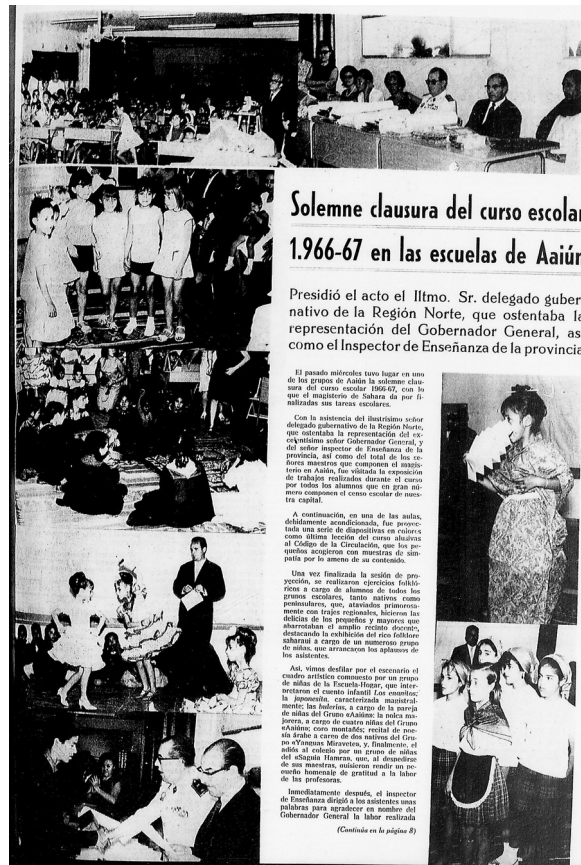 Solemne clausura del curso escolar
1.966-67 en las escuelas de Aaiún
Presidió el acto el Iltmo. Sr. delegado guber
nativo de la Región Norte, que ostentaba la
representación del Gobernador General, as
como el Inspector de Enseñanza de la provincia
El pasado miércoles tuvo lugar en uno
de los grupos de Aaiún la solemne clau-
sura del curso escolar 1966-67, con lo
que el magisterio de Sahara da por fi-
nalizadas sus tareas escolares.
Con la asistencia del ilustrísimo señor
delegado gubernativo de la Región Norte,
que ostentaba la representación del ex-
celentísimo señor Gobernador General, y
del señor inspector de Enseñanza de la
provincia, así como del total de los se-
ñores maestros que componen el magis-
terio en Aaiún, fue visitada la exposición
de trabajos realizados durante el curso
por todos los alumnos que en gran nú-
mero componen el censo escolar de nues-
tra capital.
A continuación, en una de las aulas,
debidamente acondicionada, fue proyec-
tada una serie de diapositivas en colores
como última lección del curso alusivas
al Código de la Circulación, que los pe-
queños acogieron con muestras de sim-
patía por lo ameno de su contenido.
Una vez finalizada la sesión de pro-
yección, se realizaron ejercicios folkló-
ricos a cargo de alumnos de todos los
grupos escolares, tanto nativos como
peninsulares, que, ataviados primorosa-
mente con trajes regionales, hicieron las
delicias de los pequeños y mayores que
abarrotaban el amplio recinto docente,
destacando la exhibición del rico folklore
saharaui a cargo de un numeroso grupo
de niñas, que arrancaron los aplausos de
los asistentes.
Así, vimos desfilar por el escenario el
cuadro artístico compuesto por un grupo
de niñas de la Escuela-Hogar, que inter-
pretaron el cuento infantil Los enanitos;
la japonesita, caracterizada magistral-
mente; las bulerías, a cargo de la pareja
de niñas del Grupo «Aaiún»; la polca ma-
jorera, a cargo de cuatro niñas del Grupo
«Aaiún»; coro montañés; recital de poe-
sía árabe a cargo de dos nativos del Gru-
po «Yanguas Miravete», y, finalmente, el
adiós al colegio por un grupo de niñas
del «Saguia Hamra», que, al despedirse
de sus maestras, quisieron rendir un pe-
queño homenaje de gratitud a la labor
de las profesoras.
Inmediatamente después, el inspector
de Enseñanza dirigió a los asistentes unas
palabras para agradecer en nombre del
Gobernador General la labor realizada
(Continúa en la página 8)